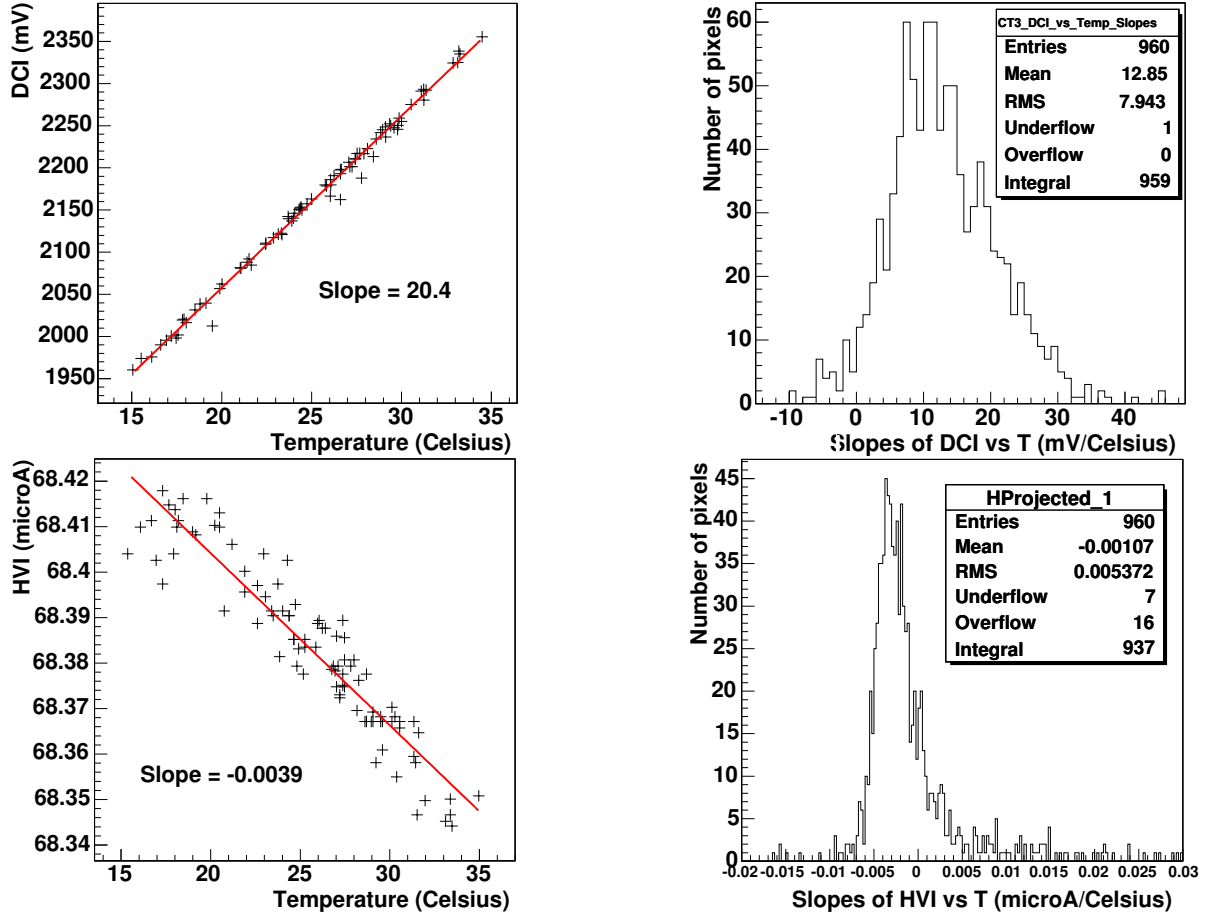 DCI (mV)
2350
2300
2250
2200
2150
2100
2050
2000
1950
Slope = 20.4
15 20 25 30 35
Temperature (Celsius)
Number of pixels
60
50
40
30
20
10
0
CT3_DCI_vs_Temp_Slopes
Entries 960
Mean 12.85
RMS 7.943
Underflow 1
Overflow 0
Integral 959
-10 0 10 20 30 40
Slopes of DCI vs T (mV/Celsius)
HVI (microA)
68.42
68.41
68.4
68.39
68.38
68.37
68.36
68.35
68.34
Slope = -0.0039
15 20 25 30 35
Temperature (Celsius)
Number of pixels
45
40
35
30
25
20
15
10
5
0
HProjected_1
Entries 960
Mean -0.00107
RMS 0.005372
Underflow 7
Overflow 16
Integral 937
-0.02 -0.015 -0.01 -0.005 0 0.005 0.01 0.015 0.02 0.025 0.03
Slopes of HVI vs T (microA/Celsius)